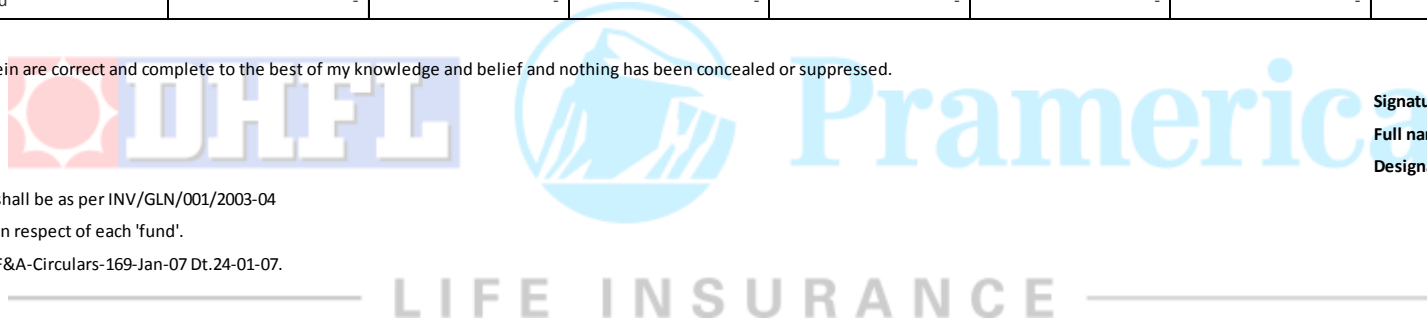 - - - - - -
ein are correct and complete to the best of my knowledge and belief and nothing has been concealed or suppressed.
DHFL Pramerica
Signatu
Full na
Design
shall be as per INV/GLN/001/2003-04
n respect of each 'fund'.
F&A-Circulars-169-Jan-07 Dt.24-01-07.
LIFE INSURANCE